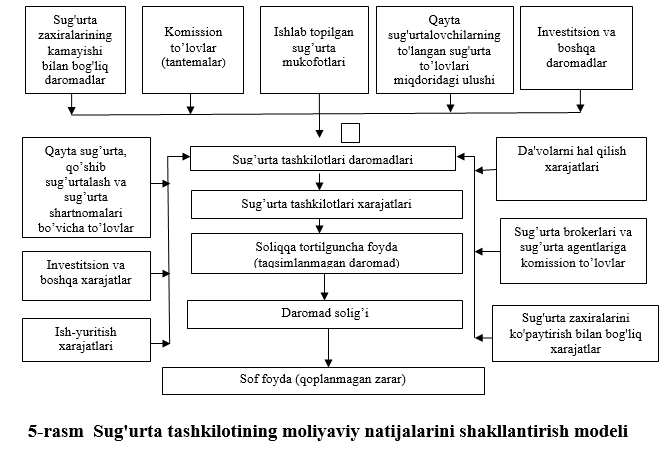 Sug'urta
zaxiralarining
kamayishi
bilan bog'liq
daromadlar
Komission
to’lovlar
(tantemalar)
Ishlab topilgan
sug’urta
mukofotlari
Qayta
sug'urtalovchilarning
to'langan sug'urta
to’lovlari
miqdoridagi ulushi
Investitsion va
boshqa
daromadlar
Qayta sug’urta,
qo’shib
sug’urtalash va
sug’urta
shartnomalari
bo’vicha to’lovlar
Investitsion va
boshqa xarajatlar
Ish-yuritish
xarajatlari
Sug’urta tashkilotlari daromadlari
Sug’urta tashkilotlari xarajatlari
Soliqqa tortilguncha foyda
(taqsimlanmagan daromad)
Daromad solig’i
Sof foyda (qoplanmagan zarar)
Da'volarni hal qilish
xarajatlari
Sug’urta brokerlari va
sug’urta agentlariga
komission to’lovlar
Sug'urta zaxiralarini
ko'paytirish bilan bog'liq
xarajatlar
5-rasm Sug'urta tashkilotining moliyaviy natijalarini shakllantirish modeli